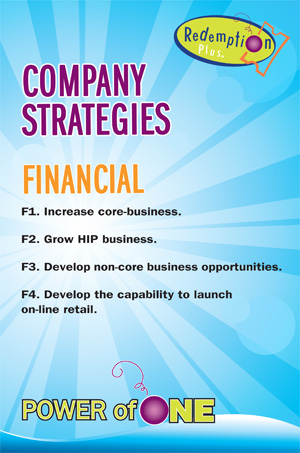 Redemption
Plus™
COMPANY
STRATEGIES
FINANCIAL
F1. Increase core-business.
F2. Grow HIP business.
F3. Develop non-core business opportunities.
F4. Develop the capability to launch
on-line retail.
POWER of ONE